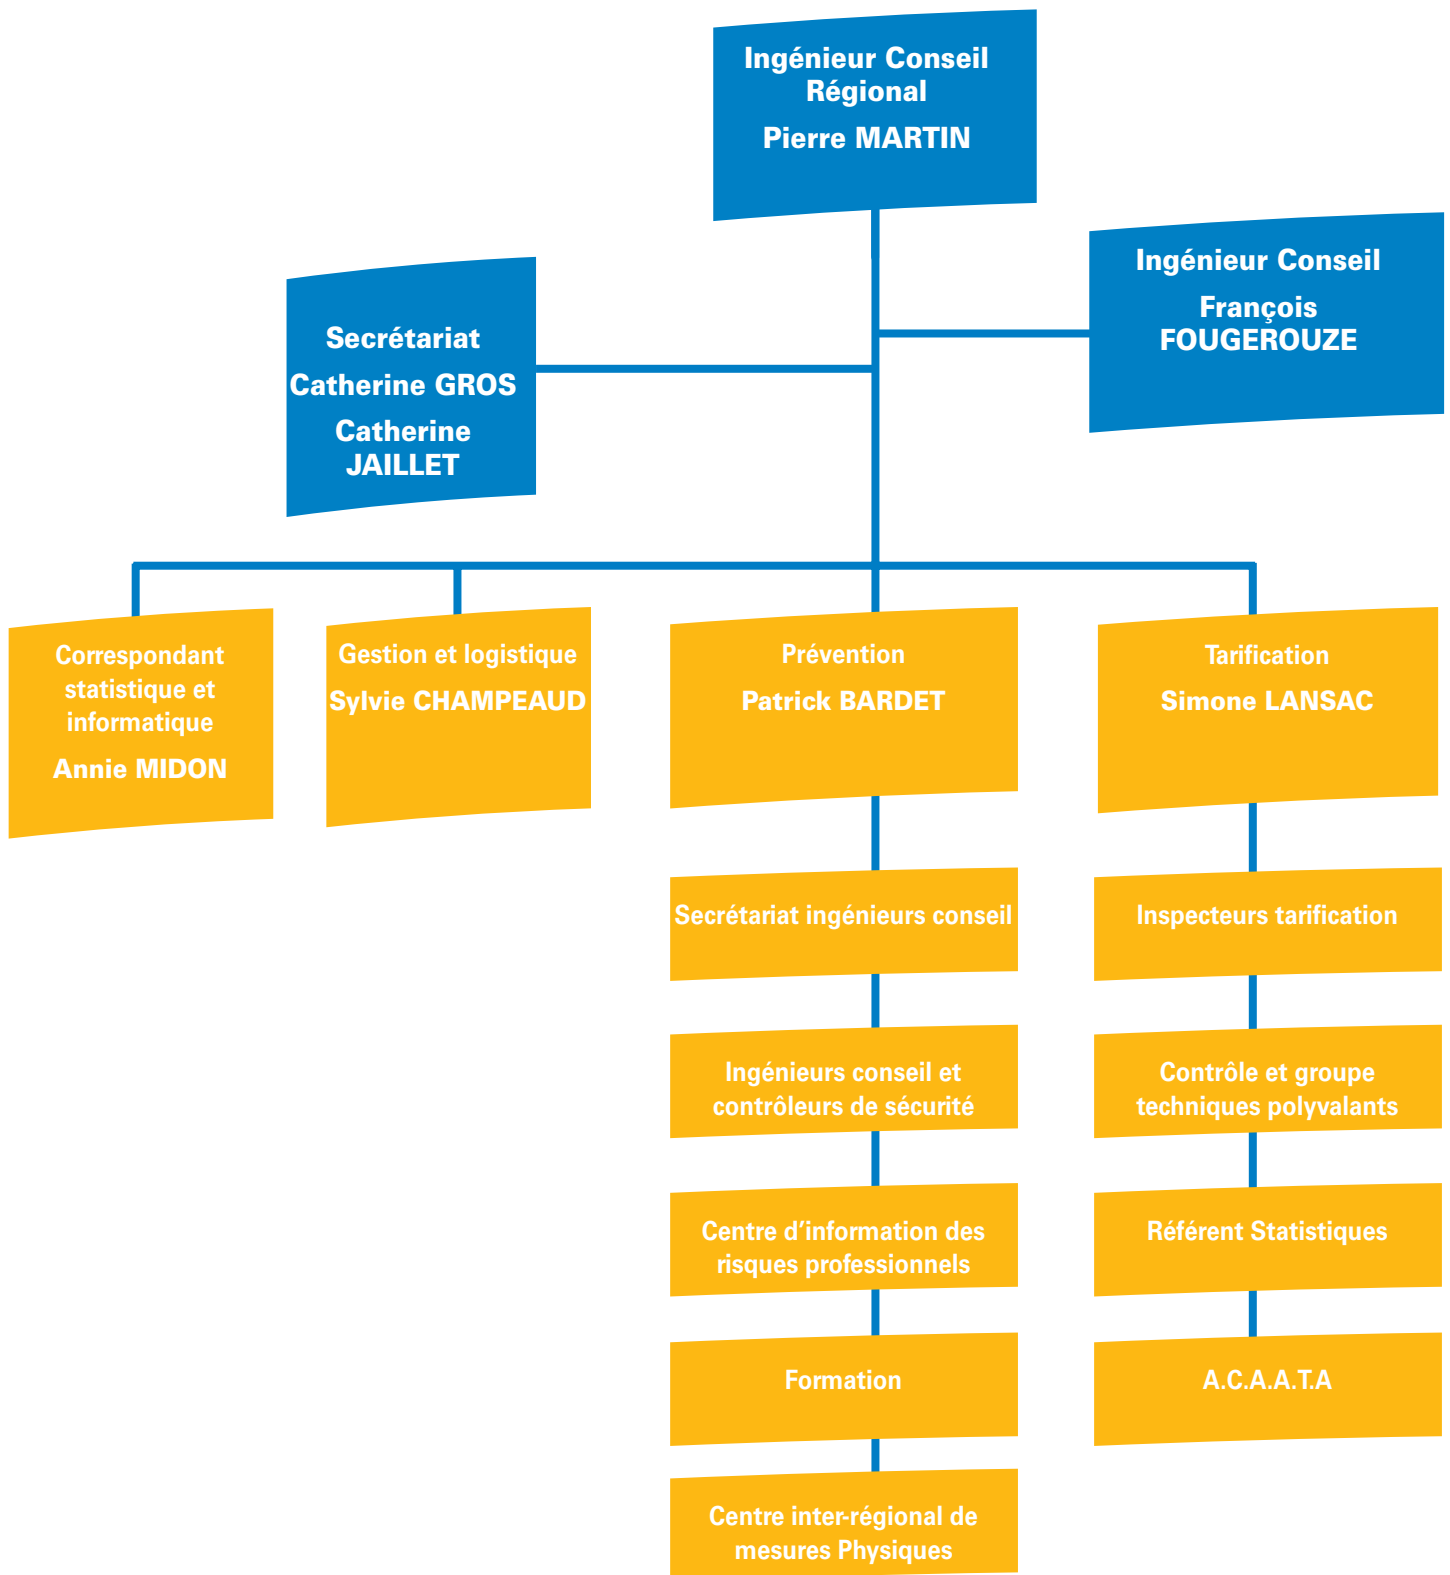 Ingénieur Conseil
Régional
Pierre MARTIN
Ingénieur Conseil
François
FOUGEROUZE
Secrétariat
Catherine GROS
Catherine
JAILLET
Correspondant
statistique et
informatique
Annie MIDON
Gestion et logistique
Sylvie CHAMPEAUD
Prévention
Patrick BARDET
Tarification
Simone LANSAC
Secrétariat ingénieurs conseil
Ingénieurs conseil et
contrôleurs de sécurité
Centre d’information des
risques professionnels
Formation
Centre inter-régional de
mesures Physiques
Inspecteurs tarification
Contrôle et groupe
techniques polyvalants
Référent Statistiques
A.C.A.A.T.A